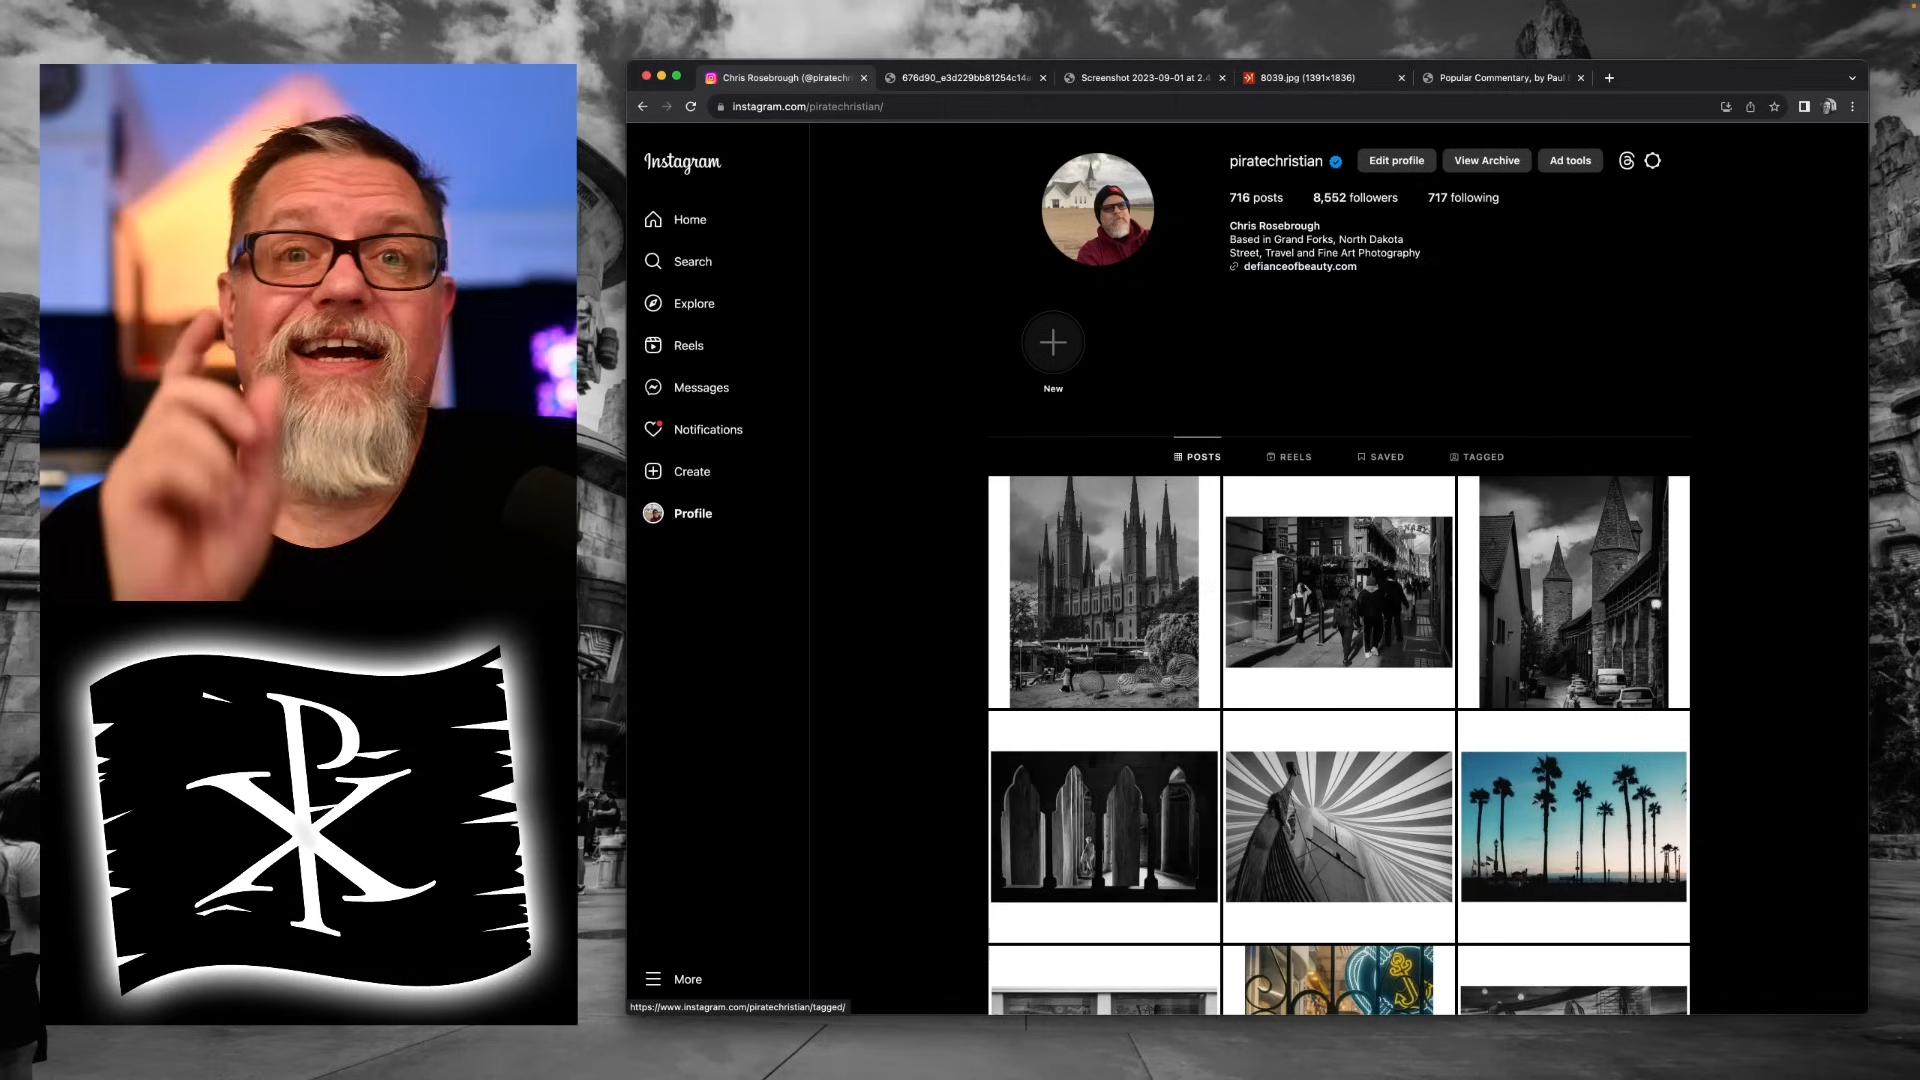 Chris Rosebrough (@piratechri
676d90_e3d229bb81254c14a
Screenshot 2023-09-01 at 2.4
8039.jpg (1391×1836)
Popular Commentary, by Paul
instagram.com/piratechristian/
Instagram
Home
Search
Explore
Reels
Messages
Notifications
Create
Profile
More
piratechristian
Edit profile
View Archive
Ad tools
716 posts
8,552 followers
717 following
Chris Rosebrough
Based in Grand Forks, North Dakota
Street, Travel and Fine Art Photography
defianceofbeauty.com
New
POSTS
REELS
SAVED
TAGGED
https://www.instagram.com/piratechristian/tagged/